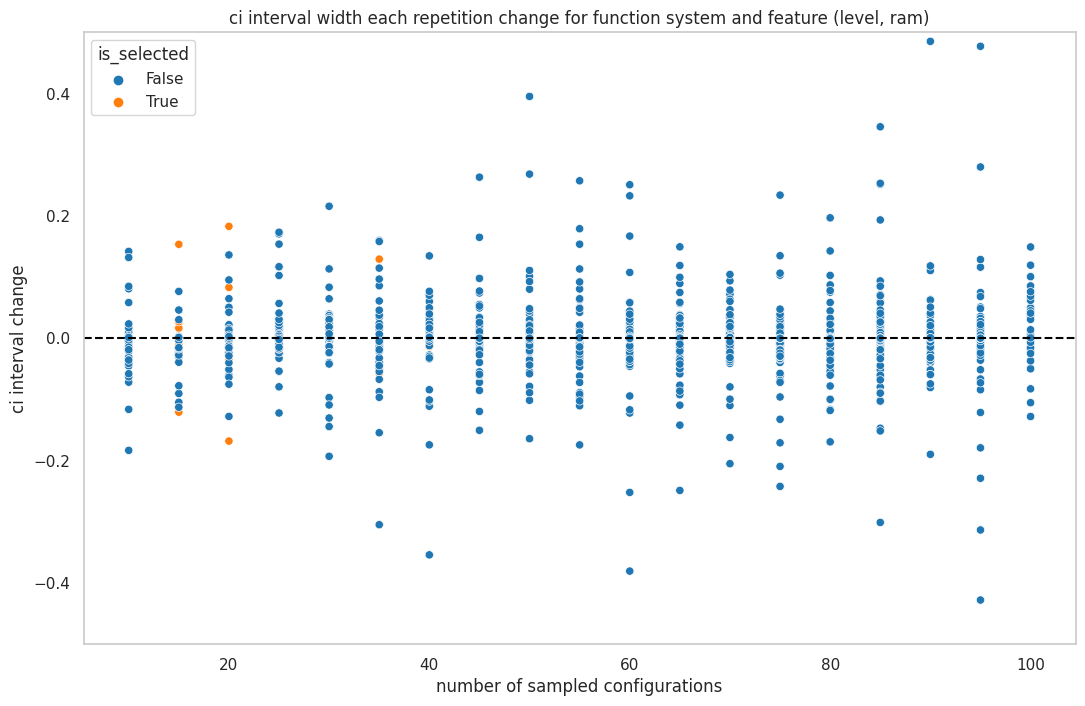 ci interval width each repetition change for function system and feature (level, ram)
is_selected
False
True
ci interval change
0.4
0.2
0.0
−0.2
−0.4
20
40
60
80
100
number of sampled configurations